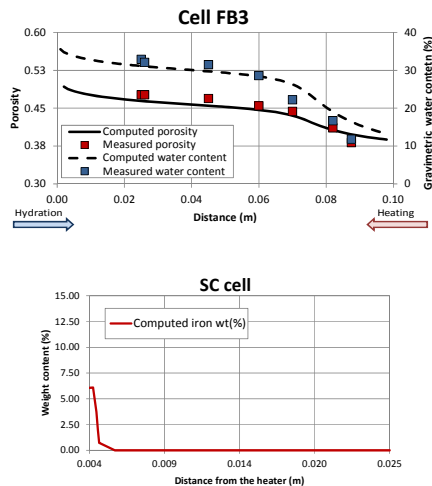 Cell FB3
0.60
0.53
0.45
0.38
0.30
Porosity
40
30
20
10
0
Gravimetric water contetn (%)
Computed porosity
Measured porosity
Computed water content
Measured water content
0.00
0.02
0.04
0.06
0.08
0.10
Hydration
Distance (m)
Heating
SC cell
15.00
12.50
10.00
7.50
5.00
2.50
0.00
Weight content (%)
Computed iron wt(%)
0.004
0.009
0.014
0.020
0.025
Distance from the heater (m)